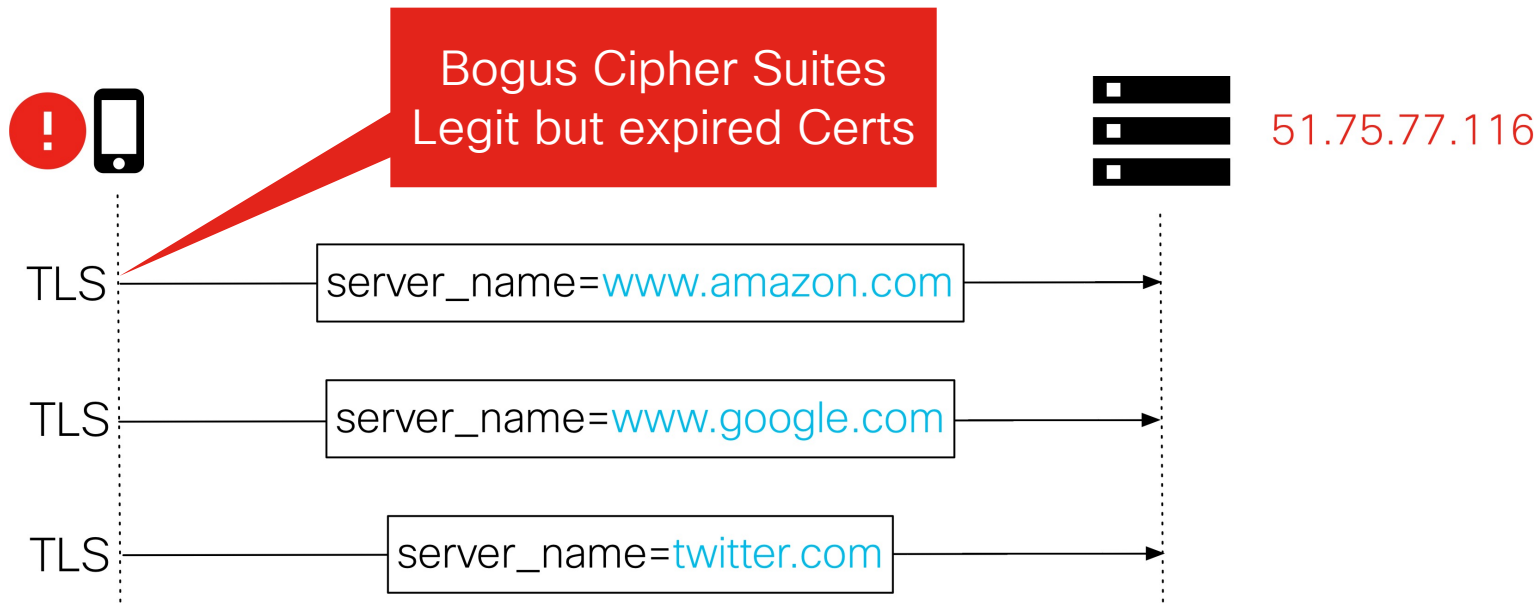 Bogus Cipher Suites
Legit but expired Certs
!
51.75.77.116
TLS server_name=www.amazon.com
TLS server_name=www.google.com
TLS server_name=twitter.com